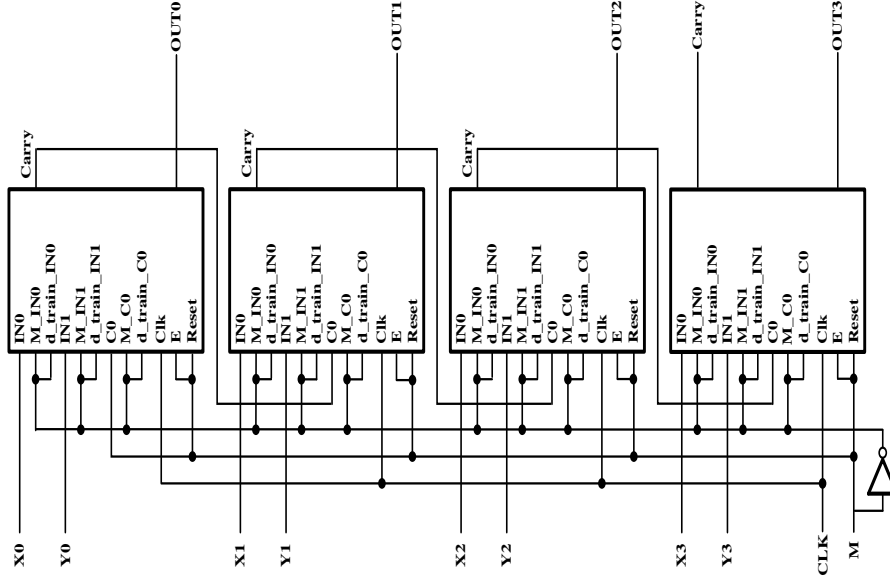 OUT0
OUT1
OUT2
Carry
OUT3
Carry
Carry
Carry
IN0
M_IN0
d_train_IN0
IN1
M_IN1
d_train_IN1
C0
M_C0
d_train_C0
Clk
E
Reset
IN0
M_IN0
d_train_IN0
IN1
M_IN1
d_train_IN1
C0
M_C0
d_train_C0
Clk
E
Reset
IN0
M_IN0
d_train_IN0
IN1
M_IN1
d_train_IN1
C0
M_C0
d_train_C0
Clk
E
Reset
IN0
M_IN0
d_train_IN0
IN1
M_IN1
d_train_IN1
C0
M_C0
d_train_C0
Clk
E
Reset
X0
Y0
X1
Y1
X2
Y2
X3
Y3
CLK
M